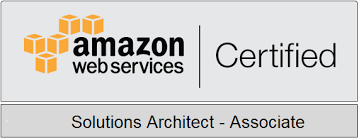 amazon
web services
Certified
Solutions Architect - Associate